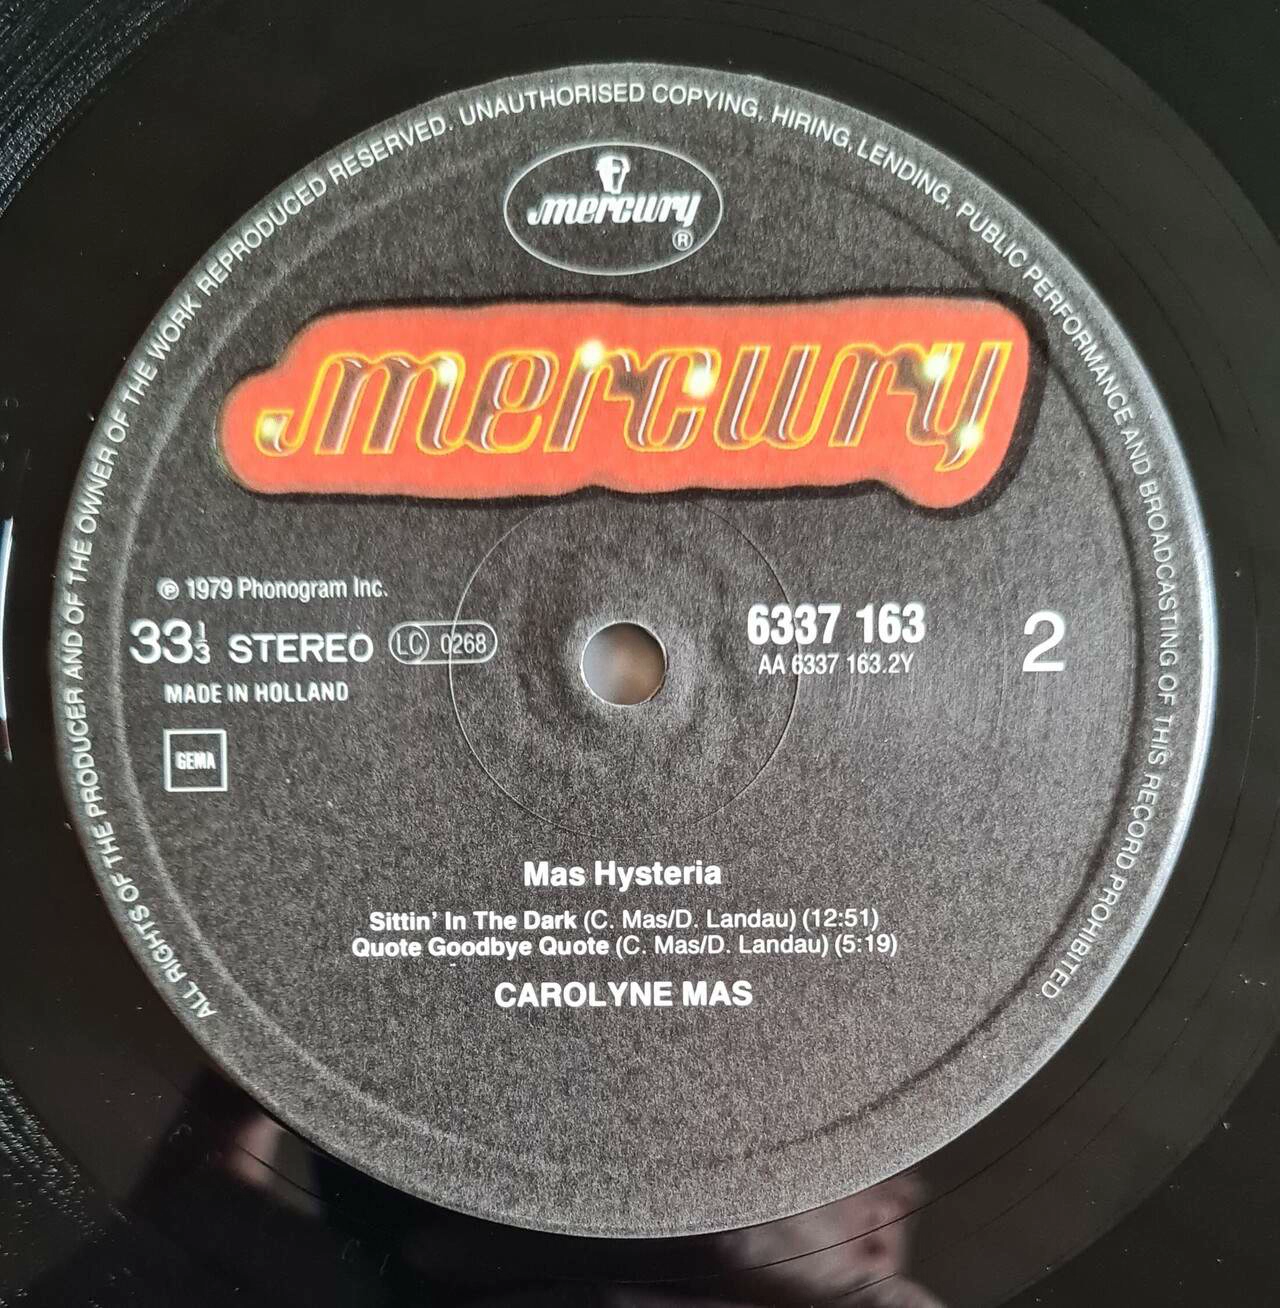 ALL RIGHTS OF THE PRODUCER AND OF THE OWNER OF THE WORK REPRODUCED RESERVED. UNAUTHORISED COPYING, HIRING, LENDING, PUBLIC PERFORMANCE AND BROADCASTING OF THIS RECORD PROHIBITED.
mercury
®
mercury
℗ 1979 Phonogram Inc.
33⅓ STEREO LC 0268
MADE IN HOLLAND
GEMA
6337 163
AA 6337 163.2Y
2
Mas Hysteria
Sittin' In The Dark (C. Mas/D. Landau) (12:51)
Quote Goodbye Quote (C. Mas/D. Landau) (5:19)
CAROLYNE MAS